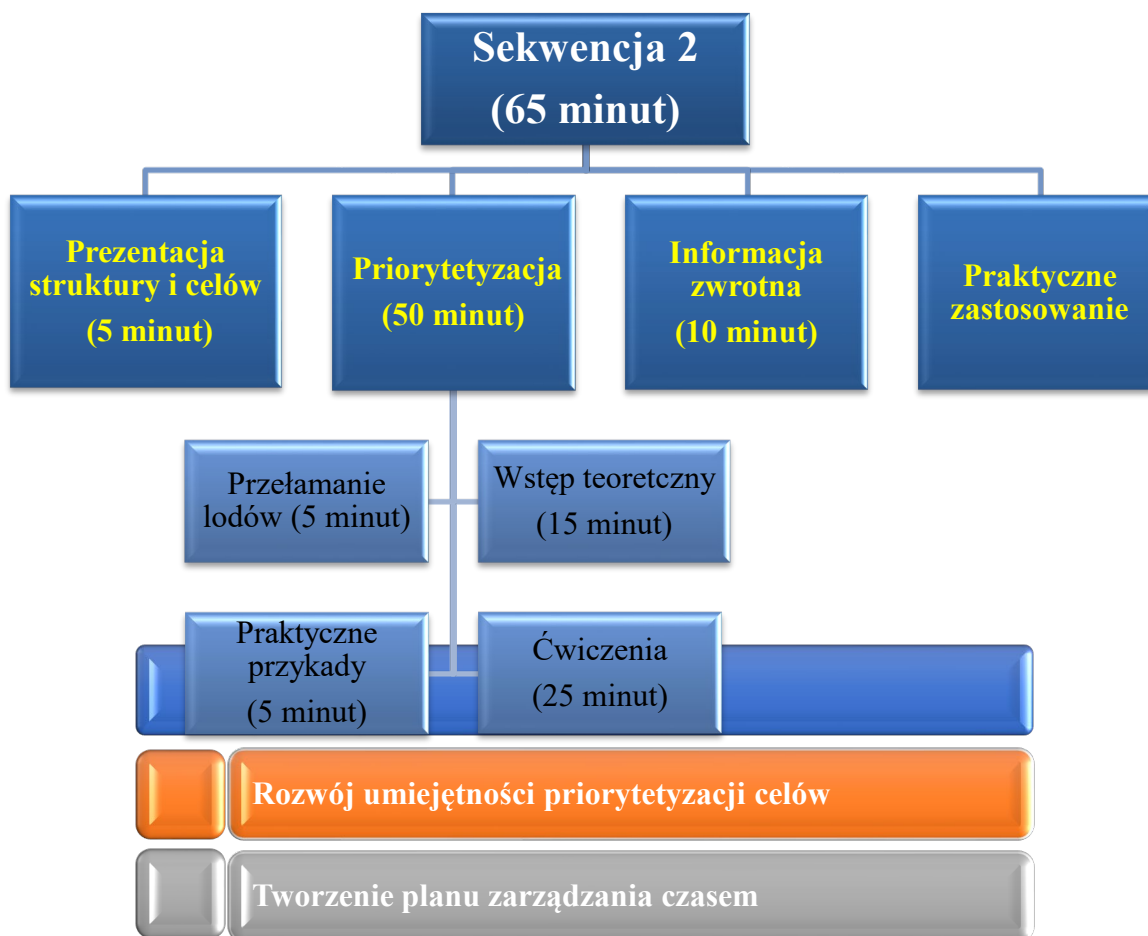 Sekwencja 2
(65 minut)
Prezentacja
struktury i celów
(5 minut)
Priorytetyzacja
(50 minut)
Informacja
zwrotna
(10 minut)
Praktyczne
zastosowanie
Przełamanie
lodów (5 minut)
Wstęp teoretczny
(15 minut)
Praktyczne
przykady
(5 minut)
Ćwiczenia
(25 minut)
Rozwój umiejętności priorytetyzacji celów
Tworzenie planu zarządzania czasem